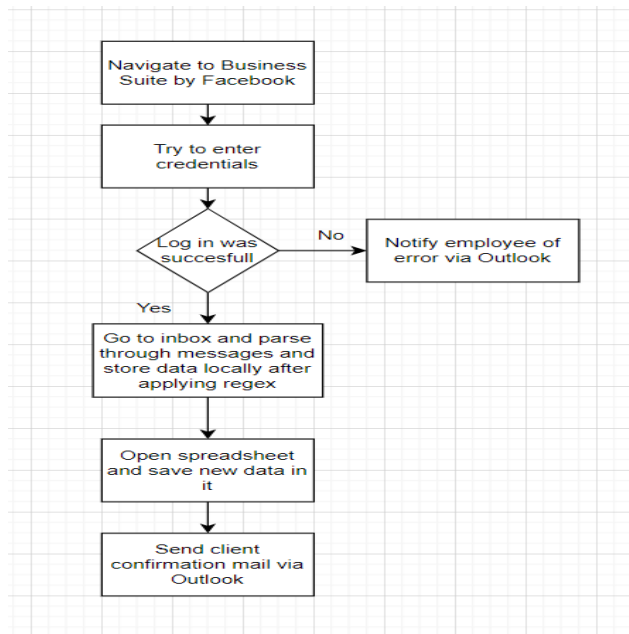 Navigate to Business
Suite by Facebook
Try to enter
credentials
Log in was
succesfull
No
Notify employee of
error via Outlook
Yes
Go to inbox and parse
through messages and
store data locally after
applying regex
Open spreadsheet
and save new data in
it
Send client
confirmation mail via
Outlook